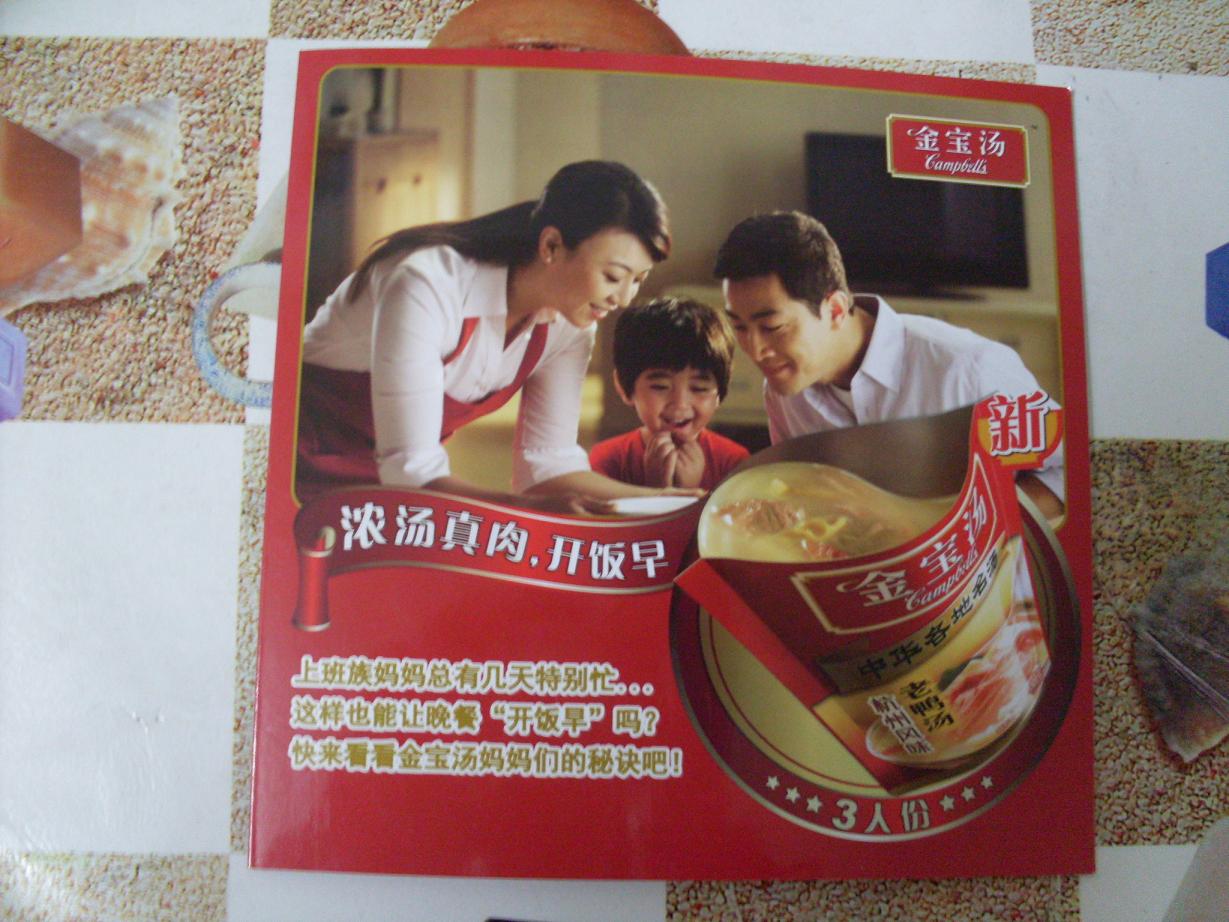 金宝汤
Campbell's
新
浓汤真肉,开饭早
金宝汤
Campbell's
中华各地名汤
老鸭汤
杭州风味
上班族妈妈总有几天特别忙...
这样也能让晚餐“开饭早”吗?
快来看看金宝汤妈妈们的秘诀吧!
3人份